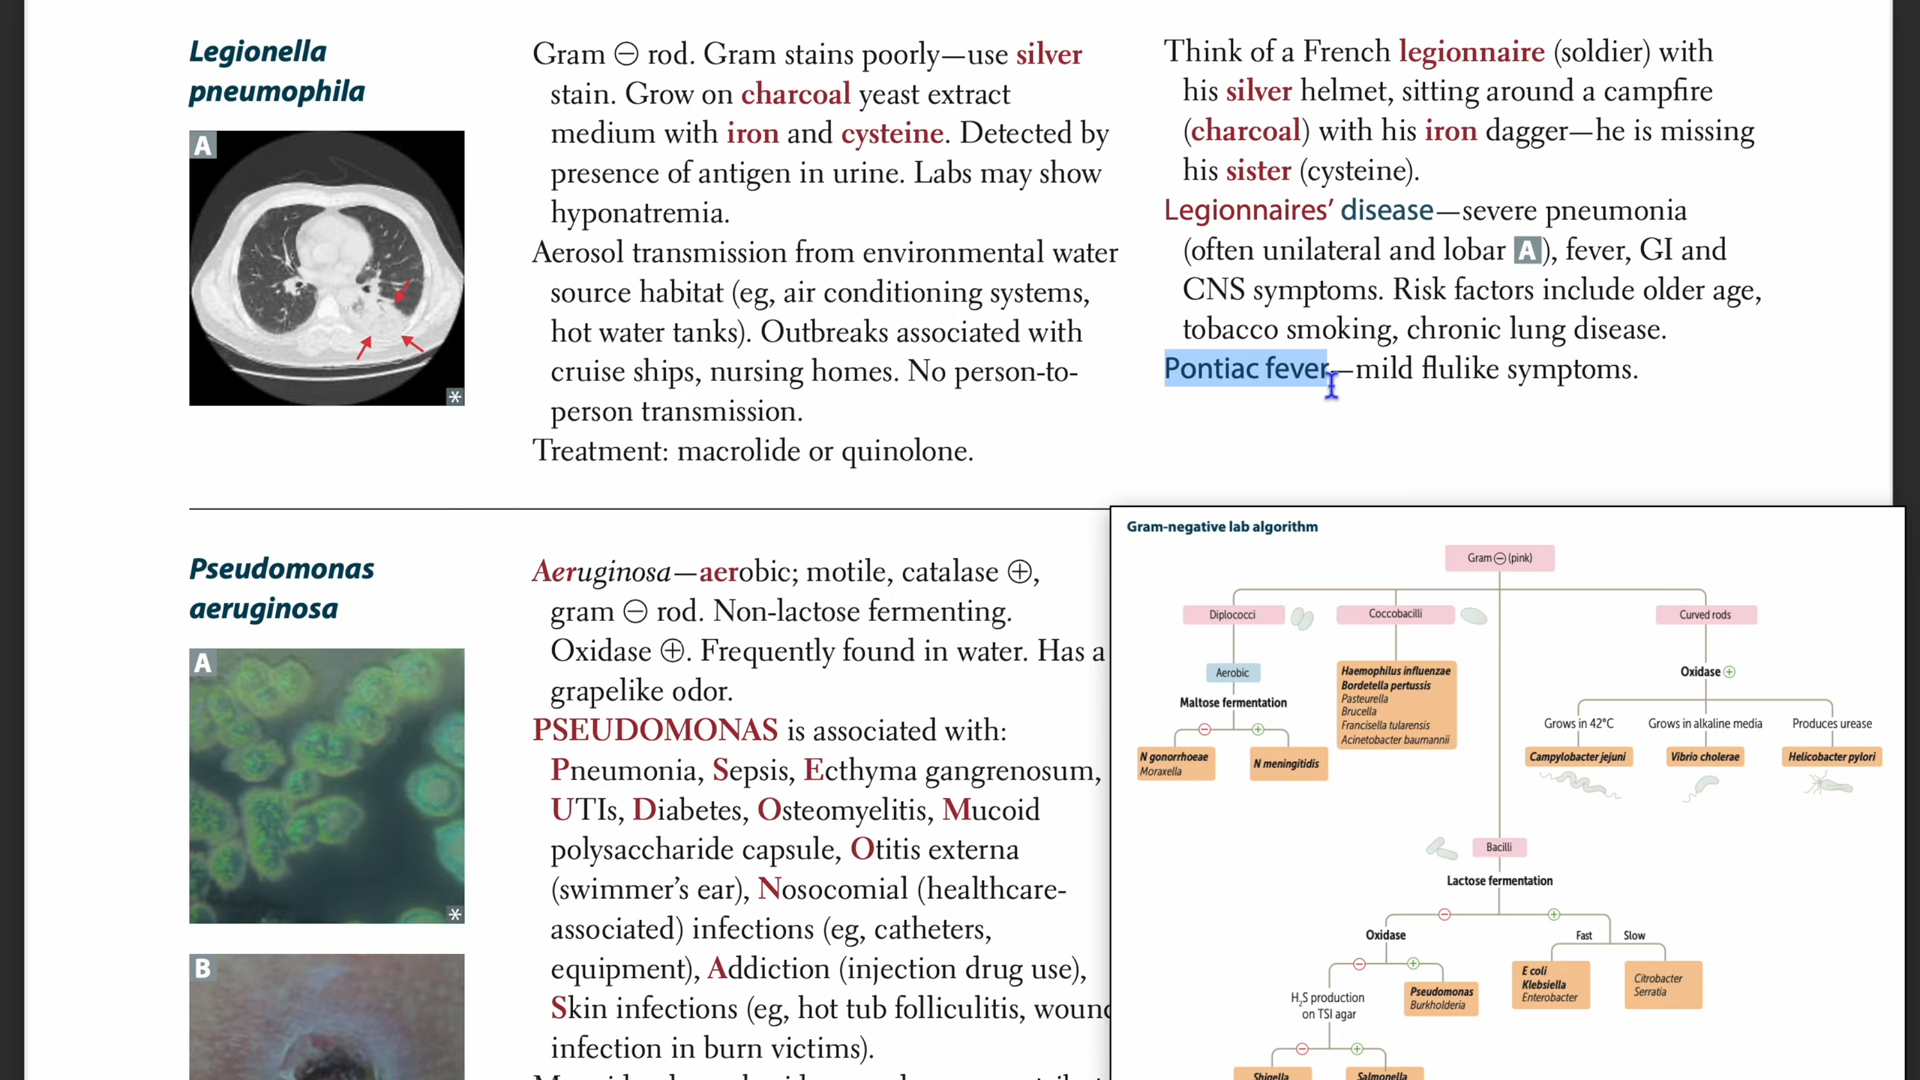 Legionella
pneumophila
A
*
Gram ⊖ rod. Gram stains poorly—use silver
stain. Grow on charcoal yeast extract
medium with iron and cysteine. Detected by
presence of antigen in urine. Labs may show
hyponatremia.
Aerosol transmission from environmental water
source habitat (eg, air conditioning systems,
hot water tanks). Outbreaks associated with
cruise ships, nursing homes. No person-to-
person transmission.
Treatment: macrolide or quinolone.
Think of a French legionnaire (soldier) with
his silver helmet, sitting around a campfire
(charcoal) with his iron dagger—he is missing
his sister (cysteine).
Legionnaires’ disease—severe pneumonia
(often unilateral and lobar A), fever, GI and
CNS symptoms. Risk factors include older age,
tobacco smoking, chronic lung disease.
Pontiac fever—mild flulike symptoms.
Pseudomonas
aeruginosa
A
*
B
Aeruginosa—aerobic; motile, catalase ⊕,
gram ⊖ rod. Non-lactose fermenting.
Oxidase ⊕. Frequently found in water. Has a
grapelike odor.
PSEUDOMONAS is associated with:
Pneumonia, Sepsis, Ecthyma gangrenosum,
UTIs, Diabetes, Osteomyelitis, Mucoid
polysaccharide capsule, Otitis externa
(swimmer’s ear), Nosocomial (healthcare-
associated) infections (eg, catheters,
equipment), Addiction (injection drug use),
Skin infections (eg, hot tub folliculitis, wound
infection in burn victims).
Gram-negative lab algorithm
Gram ⊖ (pink)
Diplococci
Coccobacilli
Curved rods
Aerobic
Maltose fermentation
⊖
⊕
N gonorrhoeae
Moraxella
N meningitidis
Haemophilus influenzae
Bordetella pertussis
Pasteurella
Brucella
Francisella tularensis
Acinetobacter baumannii
Oxidase ⊕
Grows in 42°C
Grows in alkaline media
Produces urease
Campylobacter jejuni
Vibrio cholerae
Helicobacter pylori
Bacilli
Lactose fermentation
⊖
⊕
Oxidase
Fast
Slow
⊖
⊕
E coli
Klebsiella
Enterobacter
Citrobacter
Serratia
H2S production
on TSI agar
Pseudomonas
Burkholderia
⊖
⊕
Shigella
Salmonella